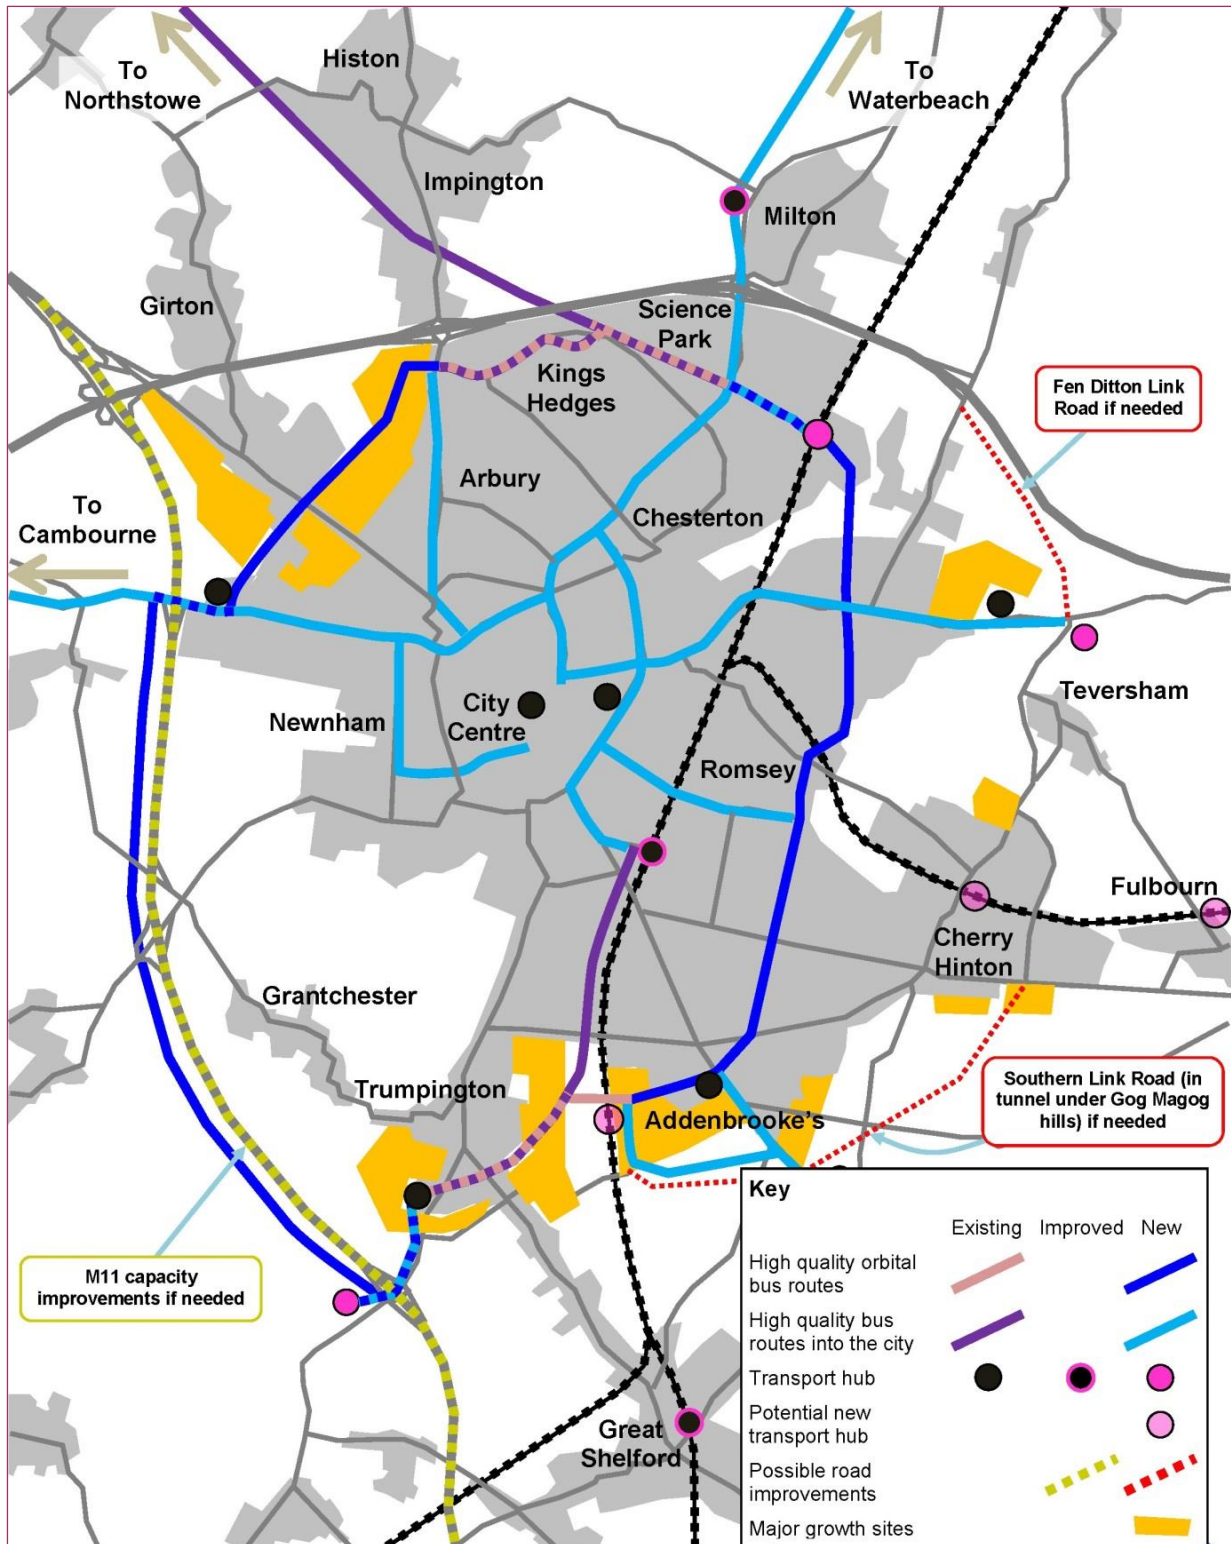 To
Northstowe
Histon
To
Waterbeach
Impington
Milton
Girton
Science
Park
Kings
Hedges
Fen Ditton Link
Road if needed
Arbury
To
Cambourne
Chesterton
Teversham
City
Centre
Newnham
Romsey
Fulbourn
Cherry
Hinton
Grantchester
Trumpington
Addenbrooke's
Southern Link Road (in
tunnel under Gog Magog
hills) if needed
M11 capacity
improvements if needed
Great
Shelford
Key
Existing Improved New
High quality orbital
bus routes
High quality bus
routes into the city
Transport hub
Potential new
transport hub
Possible road
improvements
Major growth sites